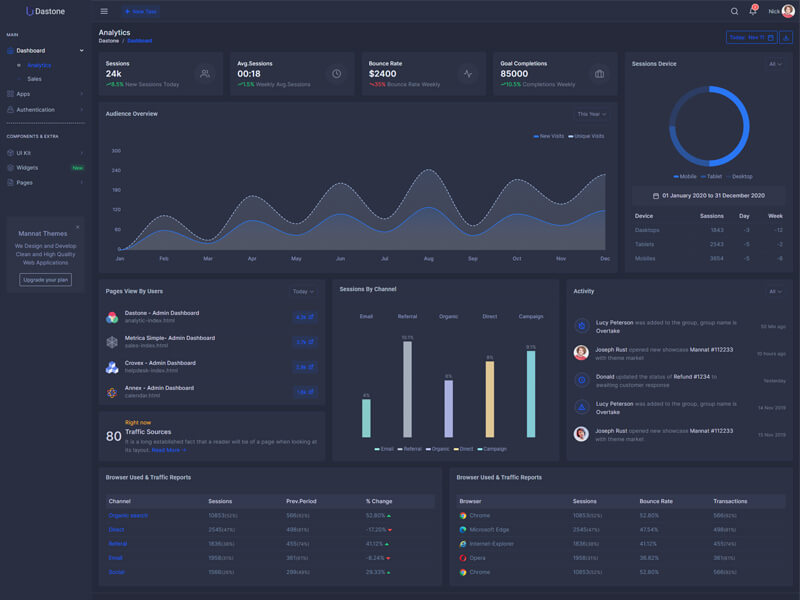 Dastone
MAIN
Dashboard
Analytics
Sales
Apps
Authentication
COMPONENTS & EXTRA
UI Kit
Widgets New
Pages
Mannat Themes
We Design and Develop
Clean and High Quality
Web Applications
Upgrade your plan
+ New Task
Nick
Analytics
Dastone / Dashboard
Today: Nov 11
Sessions
24k
8.5% New Sessions Today
Avg.Sessions
00:18
1.5% Weekly Avg.Sessions
Bounce Rate
$2400
35% Bounce Rate Weekly
Goal Completions
85000
10.5% Completions Weekly
Audience Overview
This Year
New Visits Unique Visits
300
240
180
120
60
0
Jan Feb Mar Apr May Jun Jul Aug Sep Oct Nov Dec
Sessions Device
All
Mobile Tablet Desktop
01 January 2020 to 31 December 2020
Device Sessions Day Week
Desktops 1843 -3 -12
Tablets 2543 -5 -2
Mobiles 3654 -5 -6
Pages View By Users
Today
Dastone - Admin Dashboard
analytic-index.html
Metrica Simple- Admin Dashboard
sales-index.html
Crovex - Admin Dashboard
helpdesk-index.html
Annex - Admin Dashboard
calendar.html
80
Right now
Traffic Sources
It is a long established fact that a reader will be of a page when looking at
its layout. Read More
Sessions By Channel
Email Referral Organic Direct Campaign
4%
10.1%
6%
8%
9.1%
Email Referral Organic Direct Campaign
Activity
All
Lucy Peterson was added to the group, group name is
Overtake
50 Min ago
Joseph Rust opened new showcase Mannat #112233
with theme market
10 hours ago
Donald updated the status of Refund #1234 to
awaiting customer response
Yesterday
Lucy Peterson was added to the group, group name is
Overtake
14 Nov 2019
Joseph Rust opened new showcase Mannat #112233
with theme market
15 Nov 2019
Browser Used & Traffic Reports
Channel Sessions Prev.Period % Change
Organic search 10853(52%) 566(92%) 52.80%
Direct 2545(47%) 498(81%) -17.20%
Referal 1836(38%) 455(74%) 41.12%
Email 1958(31%) 361(61%) -8.24%
Social 1566(26%) 299(49%) 29.33%
Browser Used & Traffic Reports
Browser Sessions Bounce Rate Transactions
Chrome 10853(52%) 52.80% 566(92%)
Microsoft Edge 2545(47%) 47.54% 498(81%)
Internet-Explorer 1836(38%) 41.12% 455(74%)
Opera 1958(31%) 36.82% 361(61%)
Chrome 10853(52%) 52.80% 566(92%)